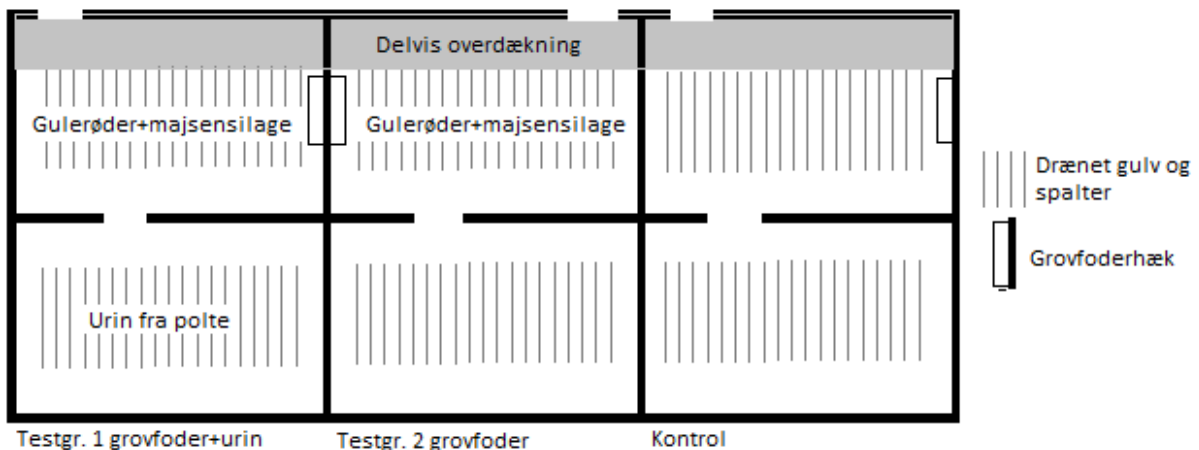 Delvis overdækning
Gulerøder+majsensilage
Gulerøder+majsensilage
Drænet gulv og
spalter
Grovfoderhæk
Urin fra polte
Testgr. 1 grovfoder+urin
Testgr. 2 grovfoder
Kontrol